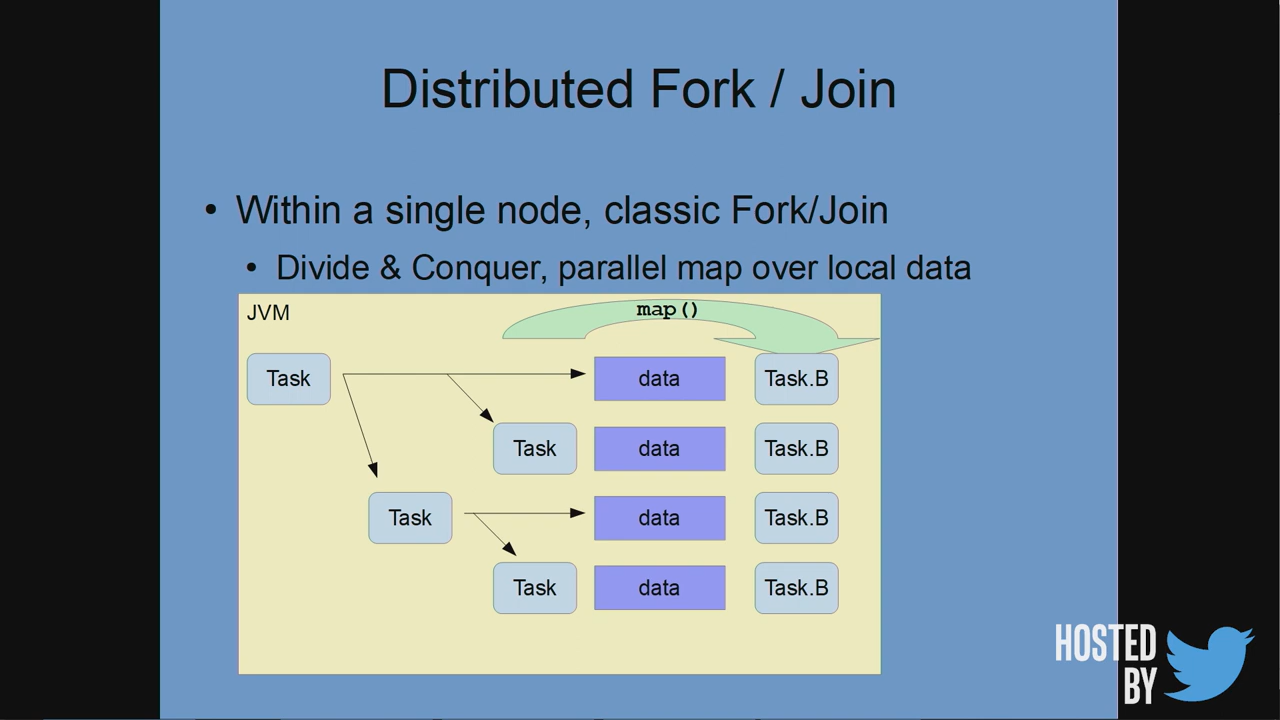 Distributed Fork / Join
• Within a single node, classic Fork/Join
• Divide & Conquer, parallel map over local data
JVM
map()
Task
data
Task.B
Task
data
Task.B
Task
data
Task.B
Task
data
Task.B
HOSTED
BY